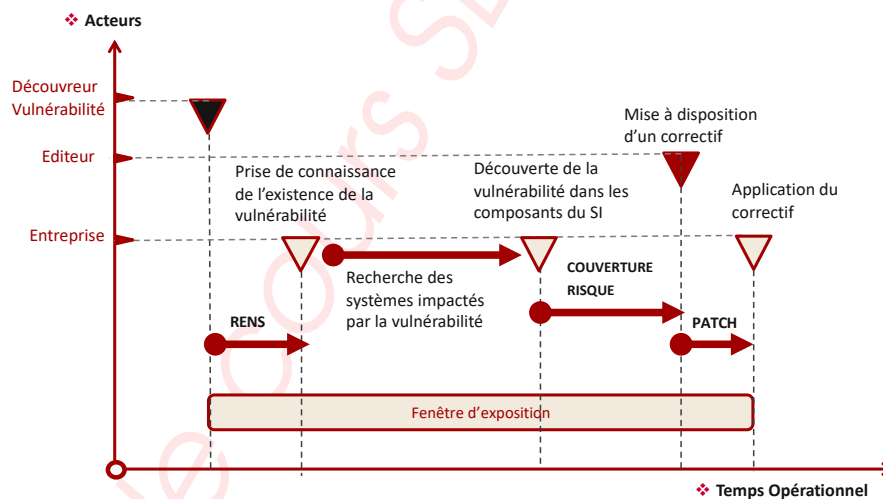 ❖ Acteurs
Découvreur
Vulnérabilité
Mise à disposition
d'un correctif
Editeur
Prise de connaissance
de l'existence de la
vulnérabilité
Découverte de la
vulnérabilité dans les
composants du SI
Application du
correctif
Entreprise
Recherche des
systèmes impactés
par la vulnérabilité
COUVERTURE
RISQUE
RENS
PATCH
Fenêtre d'exposition
❖ Temps Opérationnel
le cours